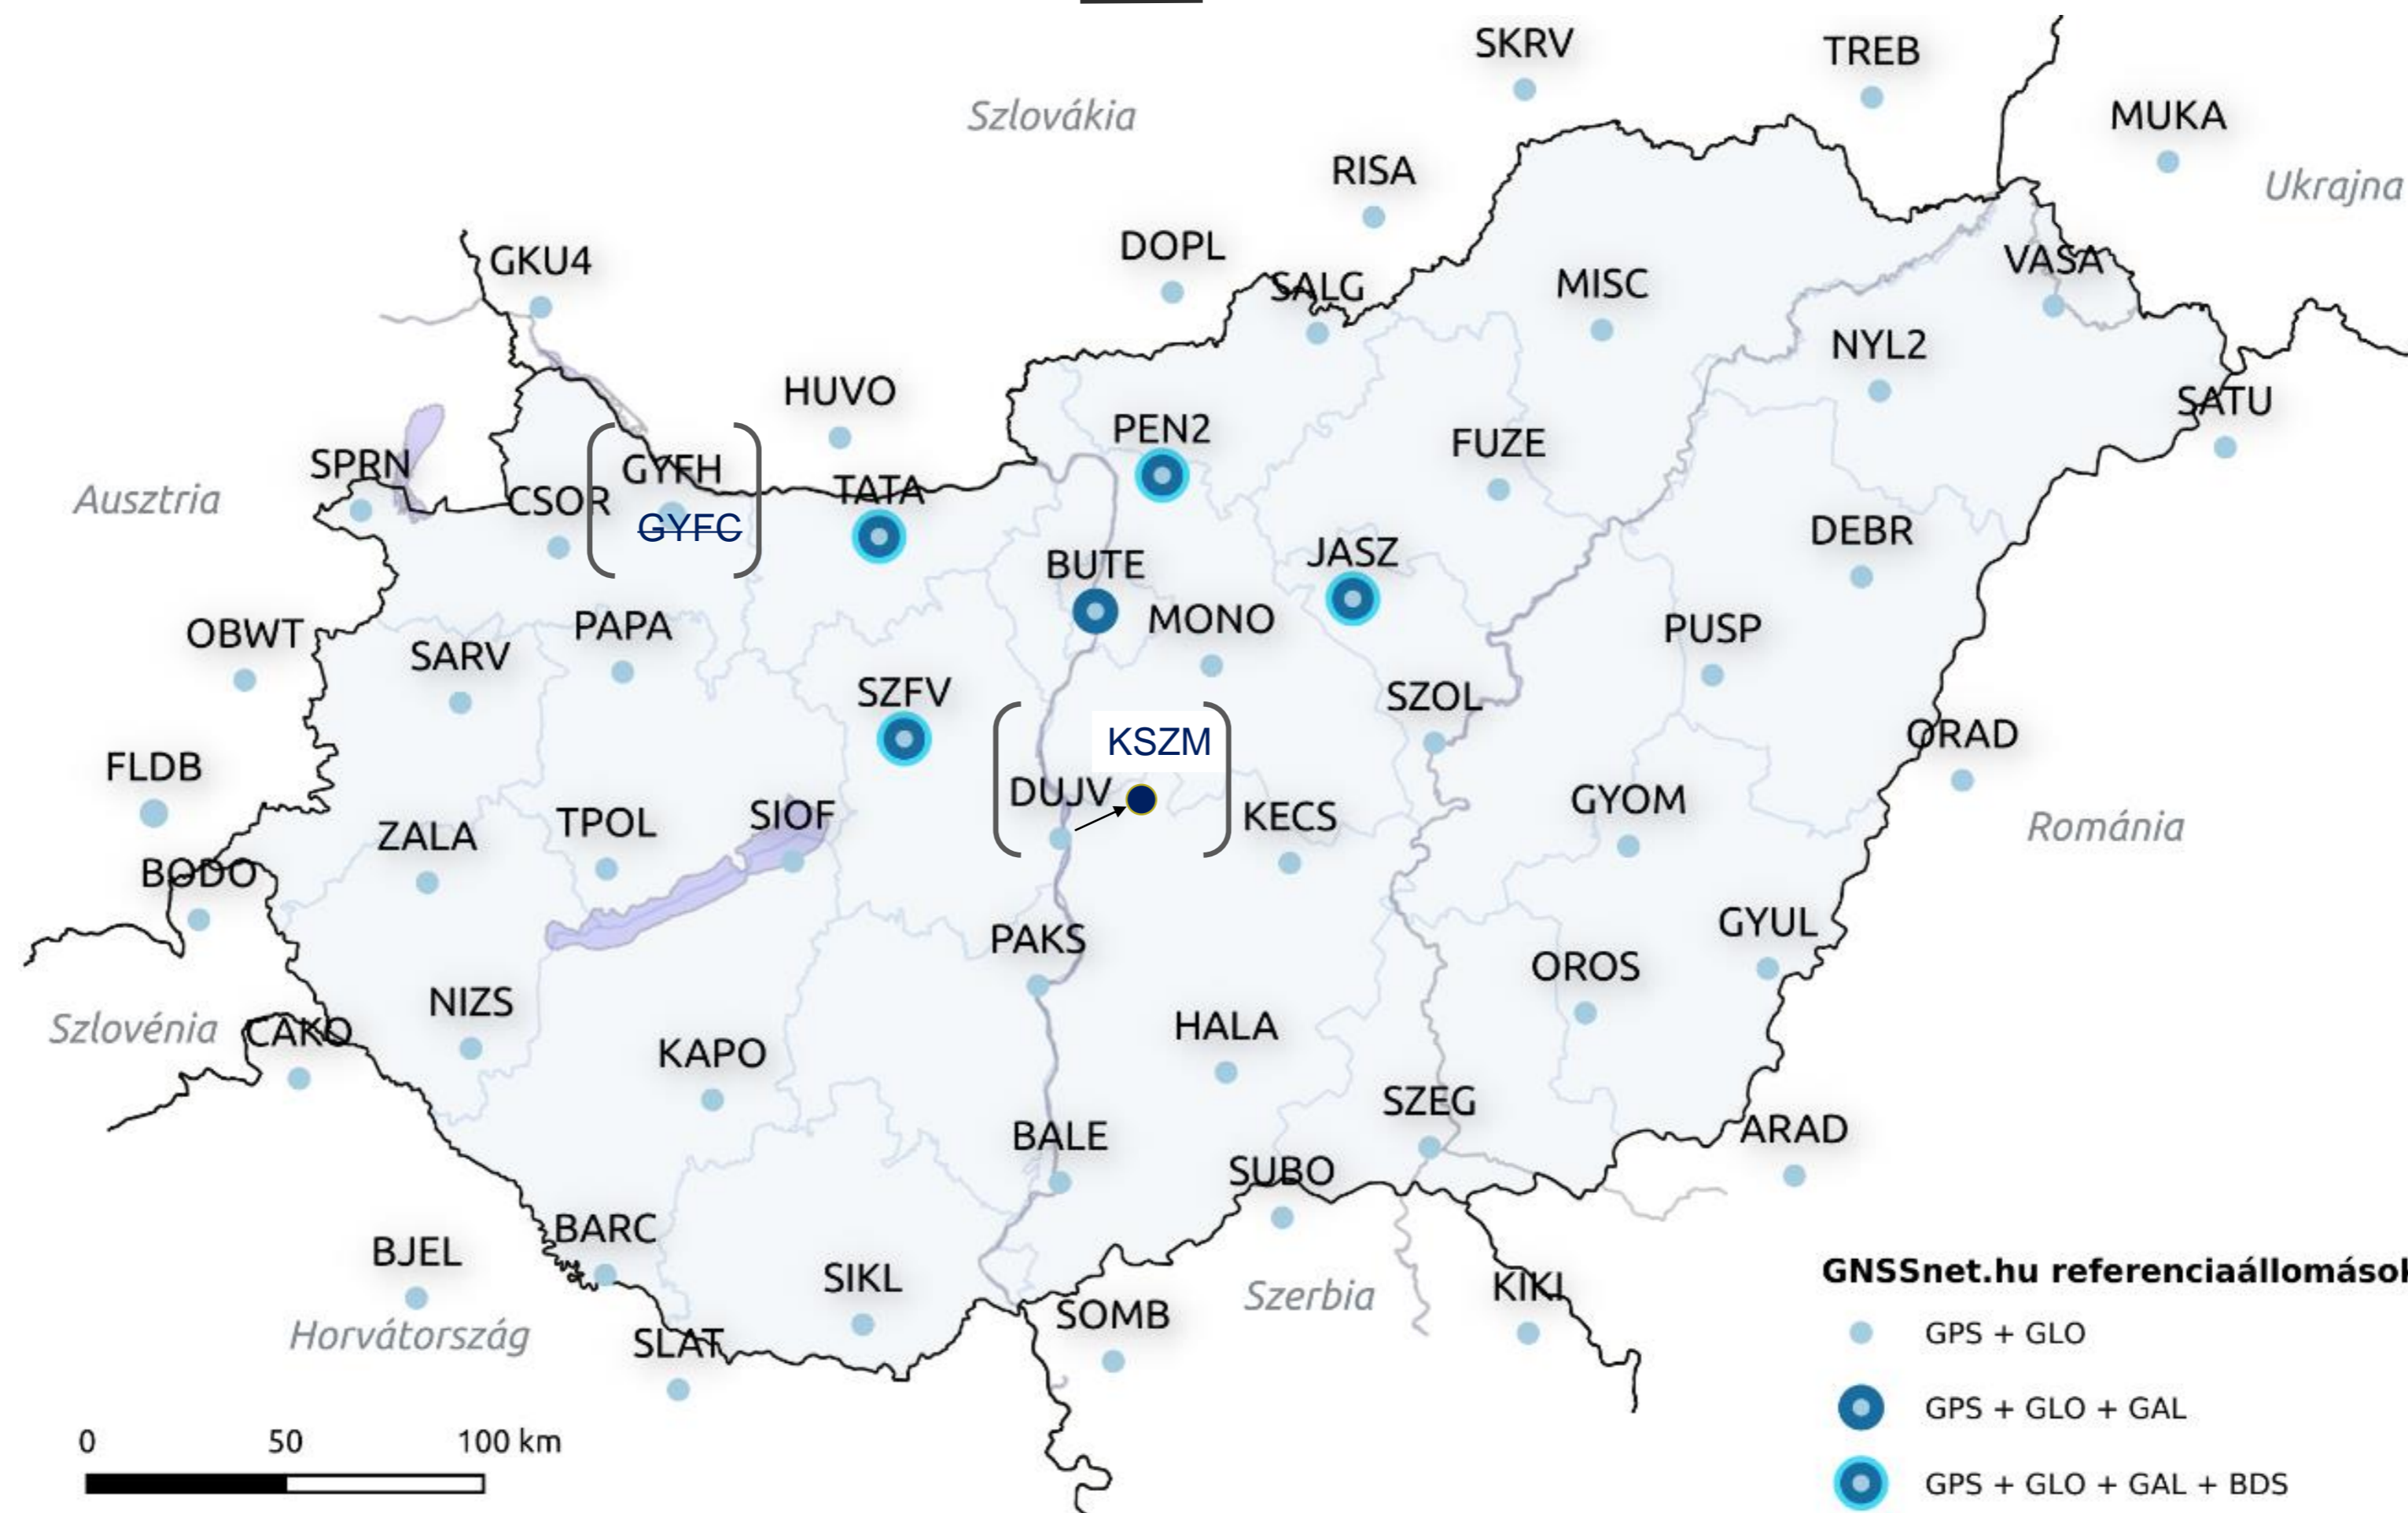 SKRV
TREB
Szlovákia
MUKA
RISA
Ukrajna
DOPL
GKU4
SALG
MISC
VASA
NYL2
HUVO
SATU
PEN2
FUZE
SPRN
GYFH
TATA
Ausztria
CSOR
GYFC
DEBR
JASZ
BUTE
MONO
PAPA
OBWT
PUSP
SARV
SZFV
SZOL
KSZM
ORAD
FLDB
DUJV
GYOM
SIOF
KECS
TPOL
Románia
ZALA
BODO
GYUL
PAKS
OROS
NIZS
HALA
Szlovénia
CAKO
KAPO
SZEG
ARAD
BALE
SUBO
BARC
BJEL
SIKL
Szerbia
KIKI
SOMB
Horvátország
SLAT
0 50 100 km
GNSSnet.hu referenciaállomások
GPS + GLO
GPS + GLO + GAL
GPS + GLO + GAL + BDS